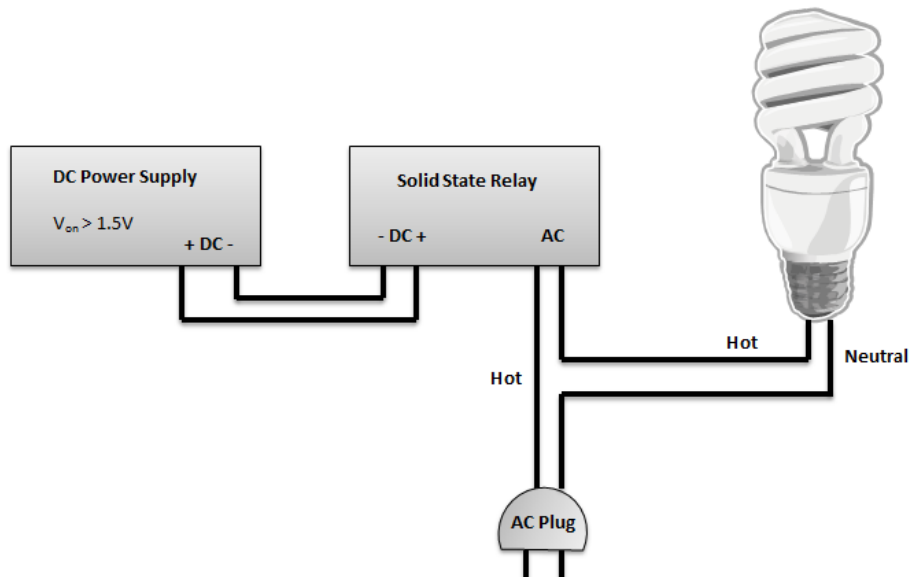 DC Power Supply
V_on > 1.5V
+ DC -
Solid State Relay
- DC +
AC
Hot
Neutral
Hot
AC Plug